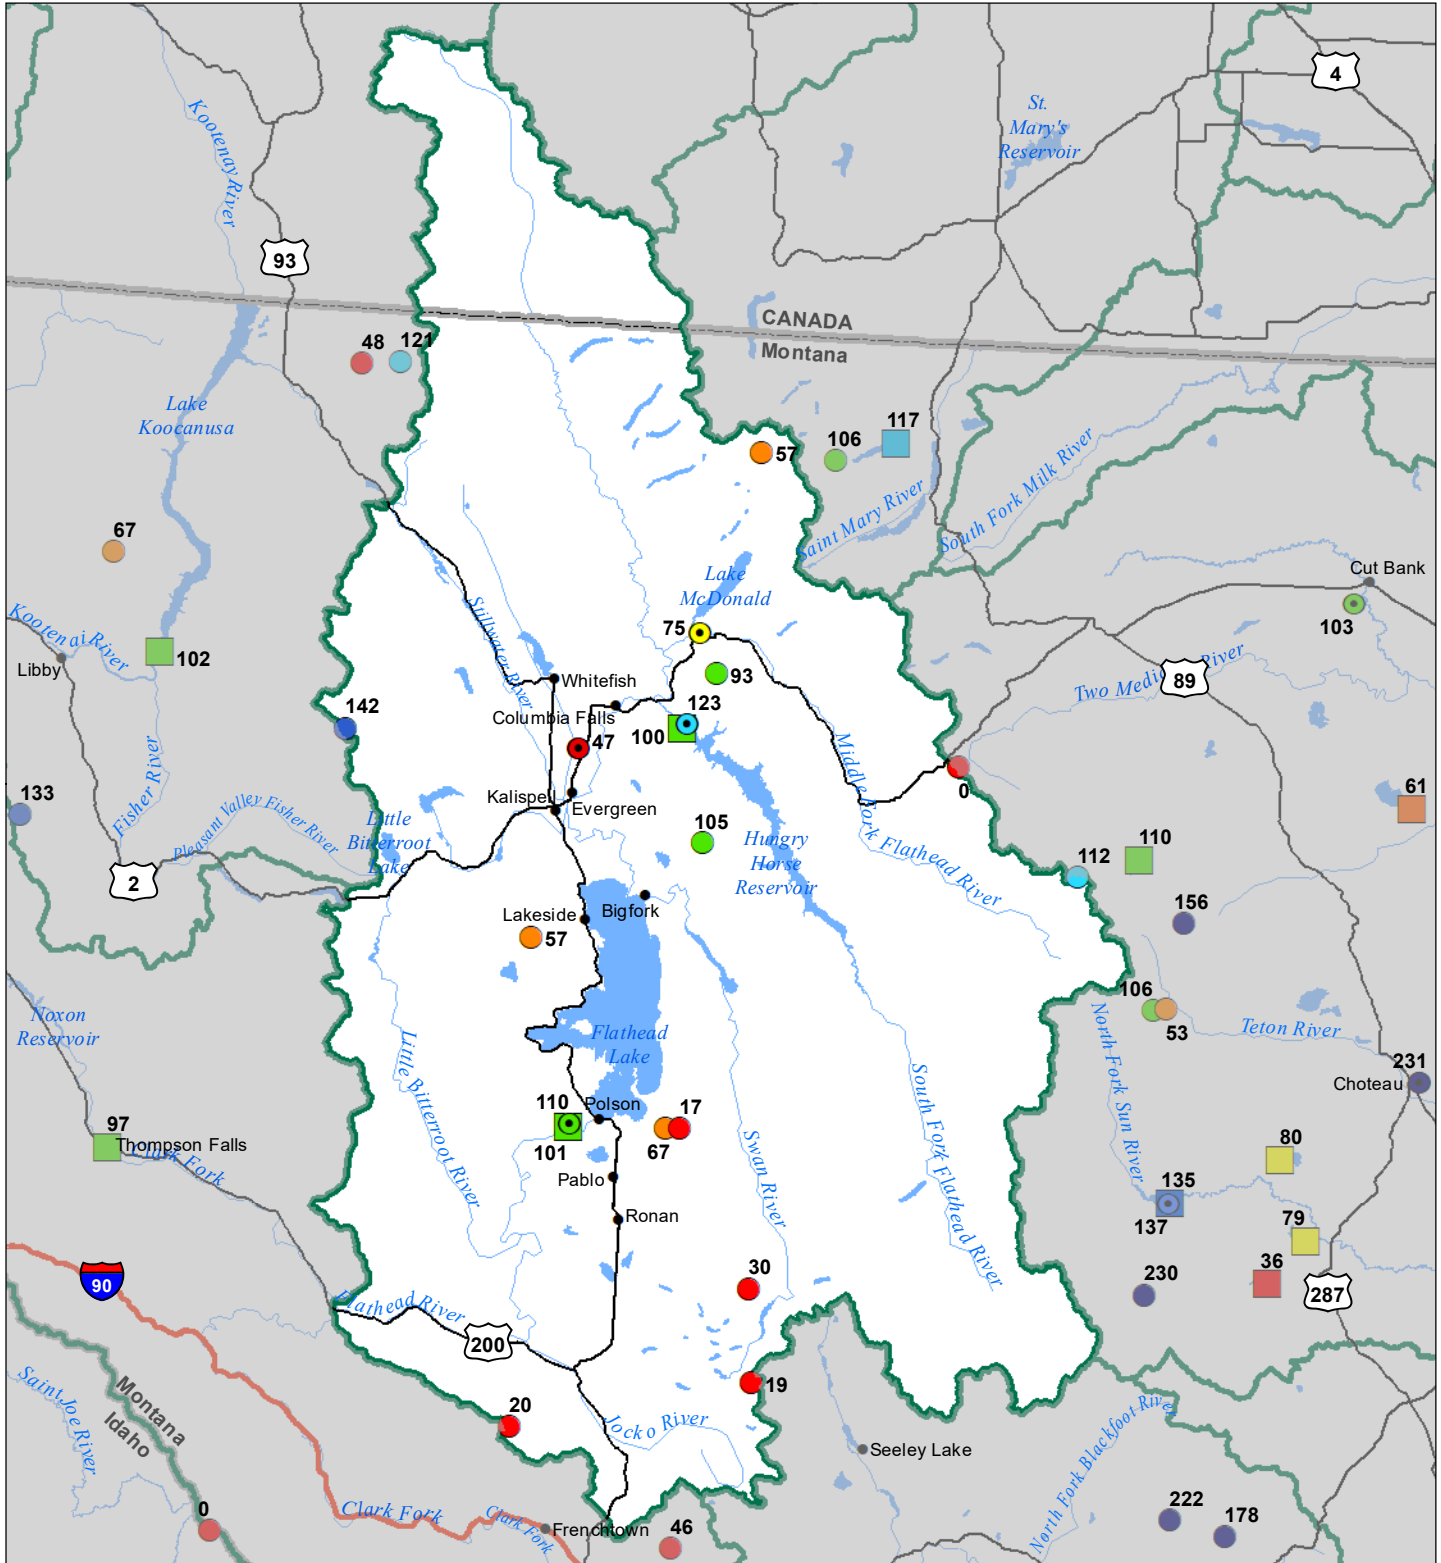 4
St.
Mary's
Reservoir
Kootenay River
93
CANADA
Montana
48
121
Lake
Koocanusa
57
106
117
Saint Mary River
South Fork Milk River
67
Cut Bank
103
Lake
McDonald
75
93
Kootenai River
Libby
102
Stillwater River
Whitefish
Two Medicine River
89
142
Columbia Falls
123
100
47
Middle Fork Flathead River
0
Fisher River
133
Pleasant Valley Fisher River
Kalispell
Evergreen
61
Little
Bitterroot
Lake
105
Hungry
Horse
Reservoir
110
112
2
156
Lakeside
Bigfork
57
Noxon
Reservoir
Flathead
Lake
106
53
North Fork Sun River
Teton River
231
Choteau
Little Bitterroot River
South Fork Flathead River
97
Thompson Falls
Clark Fork
110
101
Polson
17
67
Swan River
80
Pablo
135
137
Ronan
79
36
90
30
230
287
Flathead River
200
Saint Joe River
Montana
Idaho
19
20
Jocko River
Seeley Lake
North Fork Blackfoot River
0
Clark Fork
Clark Fork
Frenchtown
46
222
178